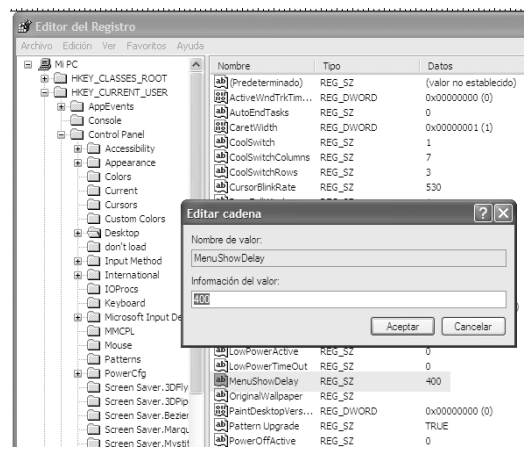 Editor del Registro
Archivo Edición Ver Favoritos Ayuda
Mi PC
HKEY_CLASSES_ROOT
HKEY_CURRENT_USER
AppEvents
Console
Control Panel
Accessibility
Appearance
Colors
Current
Cursors
Custom Colors
Desktop
don't load
Input Method
International
IOProcs
Keyboard
Microsoft Input De
MMCPL
Mouse
Patterns
PowerCfg
Screen Saver.3DFly
Screen Saver.3DPip
Screen Saver.Bezier
Screen Saver.Marqu
Screen Saver.Mystif
Nombre Tipo Datos
(Predeterminado) REG_SZ (valor no establecido)
ActiveWndTrkTim... REG_DWORD 0x00000000 (0)
AutoEndTasks REG_SZ 0
CaretWidth REG_DWORD 0x00000001 (1)
CoolSwitch REG_SZ 1
CoolSwitchColumns REG_SZ 7
CoolSwitchRows REG_SZ 3
CursorBlinkRate REG_SZ 530
Editar cadena
Nombre de valor:
MenuShowDelay
Información del valor:
400
Aceptar Cancelar
LowPowerActive REG_SZ 0
LowPowerTimeOut REG_SZ 0
MenuShowDelay REG_SZ 400
OriginalWallpaper REG_SZ
PaintDesktopVers... REG_DWORD 0x00000000 (0)
Pattern Upgrade REG_SZ TRUE
PowerOffActive REG_SZ 0